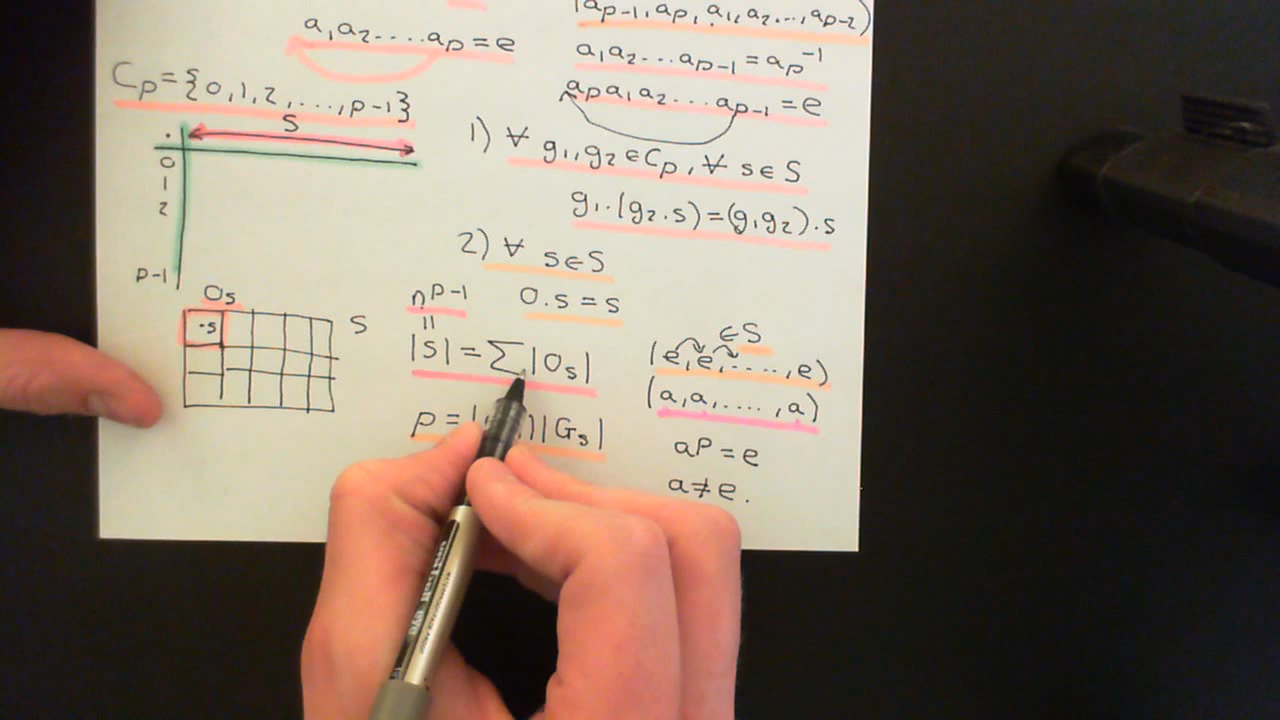 (ap-1, ap, a1, a2..., ap-2)
a1a2....ap = e
a1a2...ap-1 = ap^-1
Cp = {0, 1, 2, ..., p-1}
apa1a2...ap-1 = e
S
1) ∀ g1, g2 ∈ Cp, ∀ s ∈ S
·
0
1
2
p-1
g1.(g2.s) = (g1g2).s
2) ∀ s ∈ S
0.s = s
Os
·s
S
n^p-1
=
|S| = Σ|Os|
p = | |Gs|
∈ S
(e, e, ...., e)
(a, a, ...., a)
a^p = e
a ≠ e.